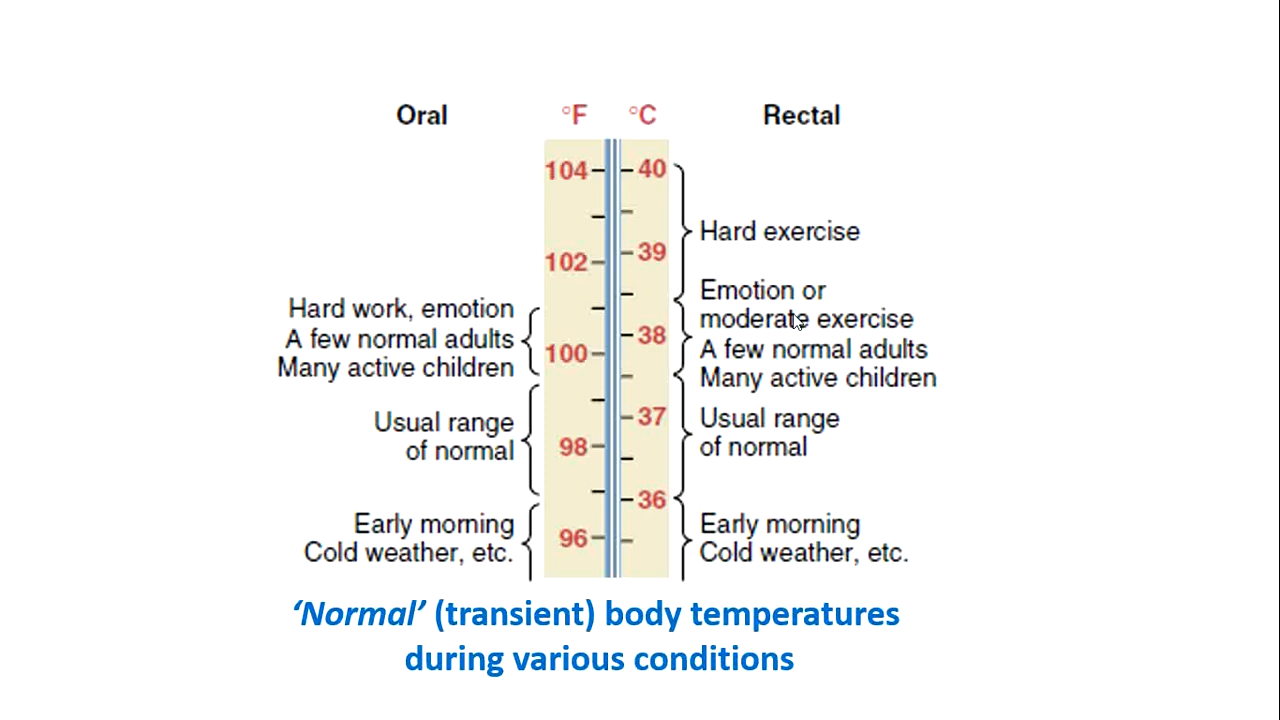 Oral °F °C Rectal
104 40
Hard exercise
39
102
Emotion or
Hard work, emotion
moderate exercise
A few normal adults
38
A few normal adults
100
Many active children
Many active children
37
Usual range
of normal
Usual range
of normal
98
36
Early morning
Cold weather, etc.
Early morning
Cold weather, etc.
96
‘Normal’ (transient) body temperatures
during various conditions